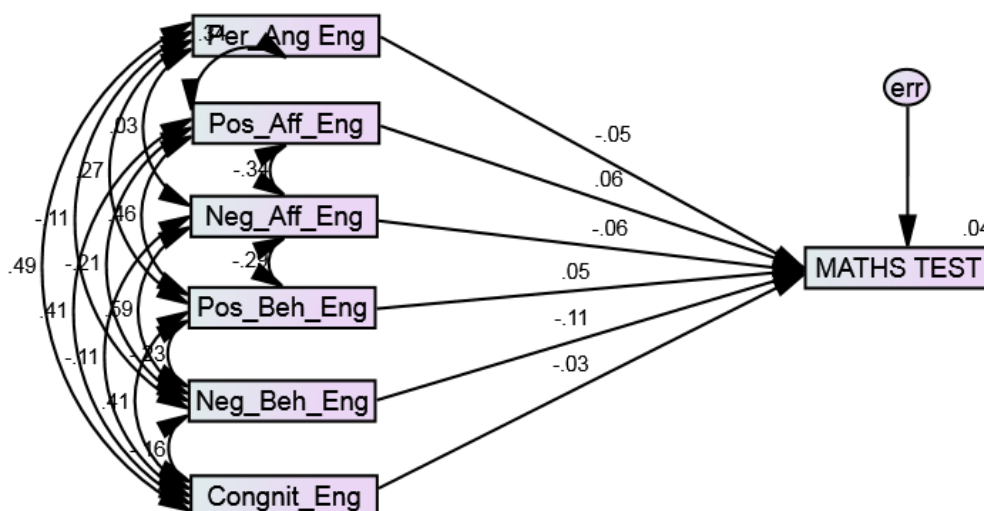 .34
Per_Ang Eng
Pos_Aff_Eng
Neg_Aff_Eng
Pos_Beh_Eng
Neg_Beh_Eng
Congnit_Eng
.03
.27
-.34
-.11
.46
.49
-.21
.41
.59
-.23
-.11
.41
-.16
-.05
.06
-.06
.05
-.11
-.03
err
.04
MATHS TEST